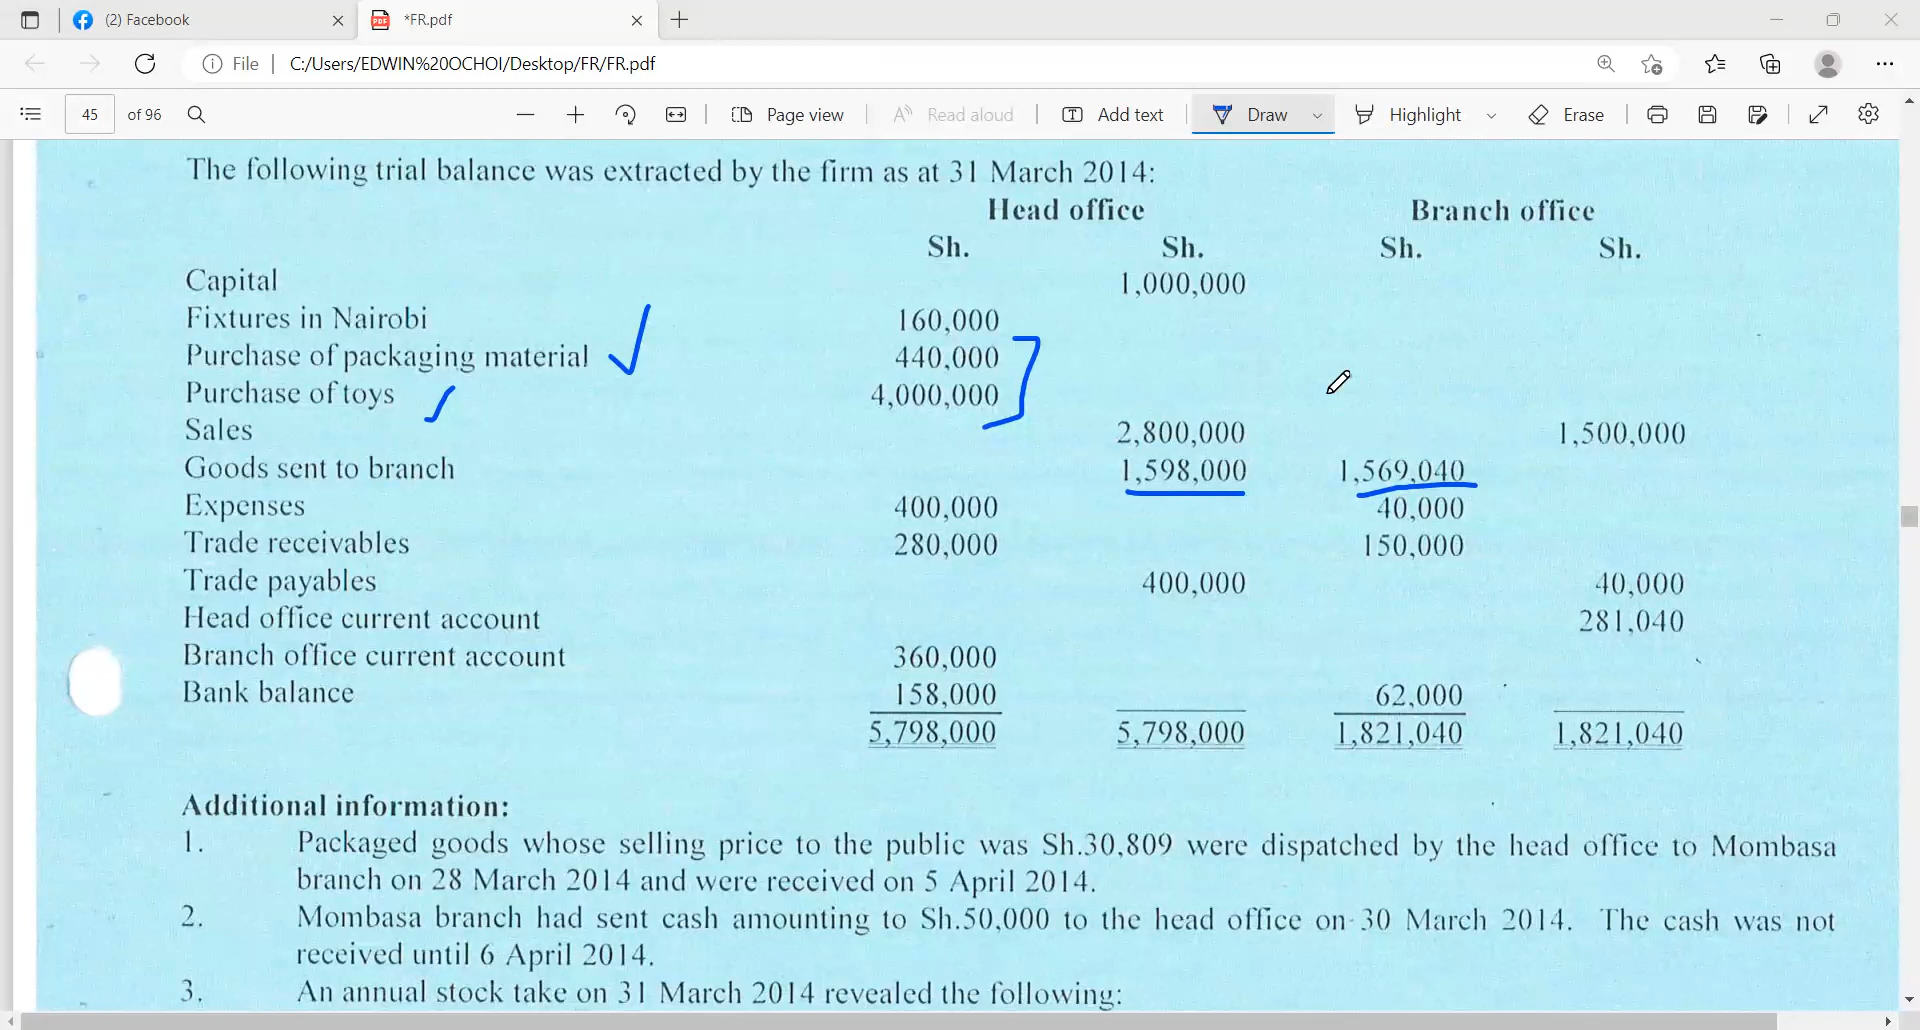 (2) Facebook
*FR.pdf
File
C:/Users/EDWIN%20OCHOI/Desktop/FR/FR.pdf
45 of 96
Page view
Read aloud
Add text
Draw
Highlight
Erase
The following trial balance was extracted by the firm as at 31 March 2014:
Head office Branch office
Sh. Sh. Sh. Sh.
Capital 1,000,000
Fixtures in Nairobi 160,000
Purchase of packaging material 440,000
Purchase of toys 4,000,000
Sales 2,800,000 1,500,000
Goods sent to branch 1,598,000 1,569,040
Expenses 400,000 40,000
Trade receivables 280,000 150,000
Trade payables 400,000 40,000
Head office current account 281,040
Branch office current account 360,000
Bank balance 158,000 62,000
5,798,000 5,798,000 1,821,040 1,821,040
Additional information:
1. Packaged goods whose selling price to the public was Sh.30,809 were dispatched by the head office to Mombasa
branch on 28 March 2014 and were received on 5 April 2014.
2. Mombasa branch had sent cash amounting to Sh.50,000 to the head office on 30 March 2014. The cash was not
received until 6 April 2014.
3. An annual stock take on 31 March 2014 revealed the following: